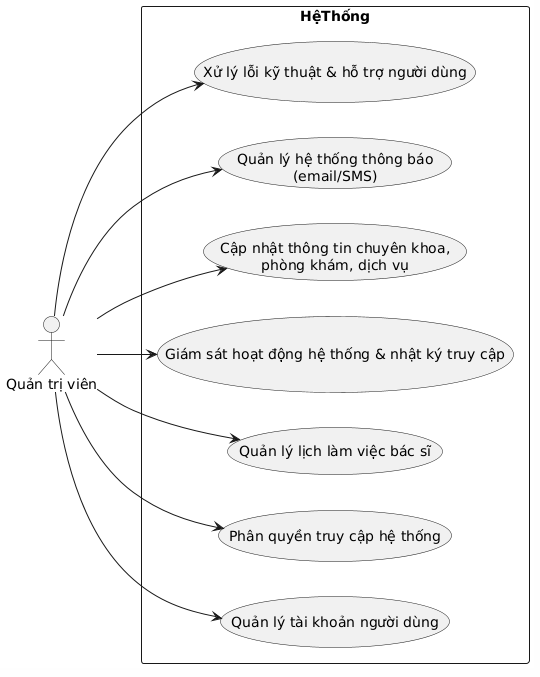 HệThống
Xử lý lỗi kỹ thuật & hỗ trợ người dùng
Quản lý hệ thống thông báo
(email/SMS)
Cập nhật thông tin chuyên khoa,
phòng khám, dịch vụ
Giám sát hoạt động hệ thống & nhật ký truy cập
Quản trị viên
Quản lý lịch làm việc bác sĩ
Phân quyền truy cập hệ thống
Quản lý tài khoản người dùng